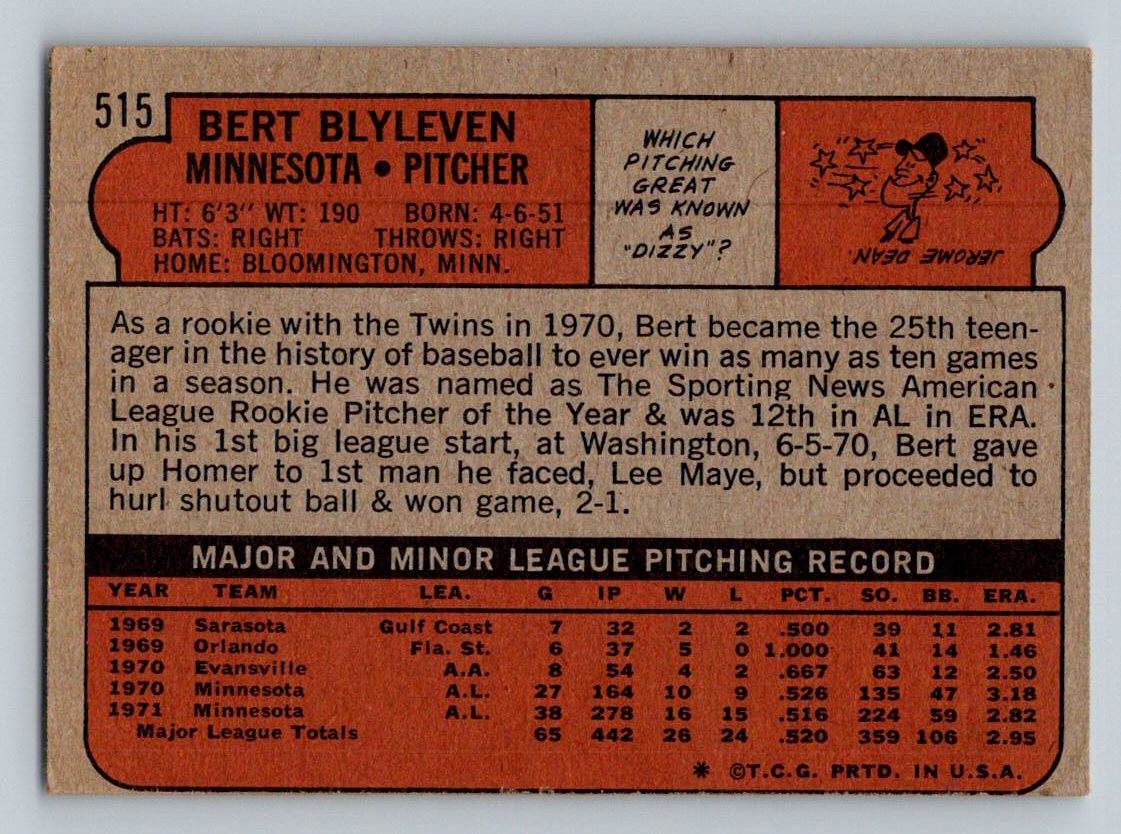 515
BERT BLYLEVEN
MINNESOTA • PITCHER
HT: 6'3" WT: 190 BORN: 4-6-51
BATS: RIGHT THROWS: RIGHT
HOME: BLOOMINGTON, MINN.
WHICH
PITCHING
GREAT
WAS KNOWN
AS
"DIZZY"?
JEROME DEAN.
As a rookie with the Twins in 1970, Bert became the 25th teen-
ager in the history of baseball to ever win as many as ten games
in a season. He was named as The Sporting News American
League Rookie Pitcher of the Year & was 12th in AL in ERA.
In his 1st big league start, at Washington, 6-5-70, Bert gave
up Homer to 1st man he faced, Lee Maye, but proceeded to
hurl shutout ball & won game, 2-1.
MAJOR AND MINOR LEAGUE PITCHING RECORD
YEAR TEAM LEA. G IP W L PCT. SO. BB. ERA.
1969 Sarasota Gulf Coast 7 32 2 2 .500 39 11 2.81
1969 Orlando Fla. St. 6 37 5 0 1.000 41 14 1.46
1970 Evansville A.A. 8 54 4 2 .667 63 12 2.50
1970 Minnesota A.L. 27 164 10 9 .526 135 47 3.18
1971 Minnesota A.L. 38 278 16 15 .516 224 59 2.82
Major League Totals 65 442 26 24 .520 359 106 2.95
* ©T.C.G. PRTD. IN U.S.A.